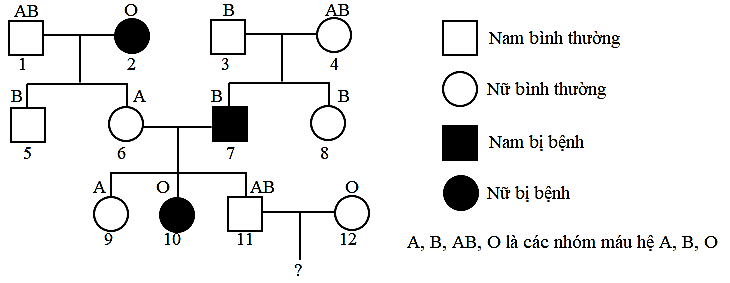 AB O B AB
1 2 3 4
B A B B
5 6 7 8
A O AB O
9 10 11 12
?
Nam bình thường
Nữ bình thường
Nam bị bệnh
Nữ bị bệnh
A, B, AB, O là các nhóm máu hệ A, B, O